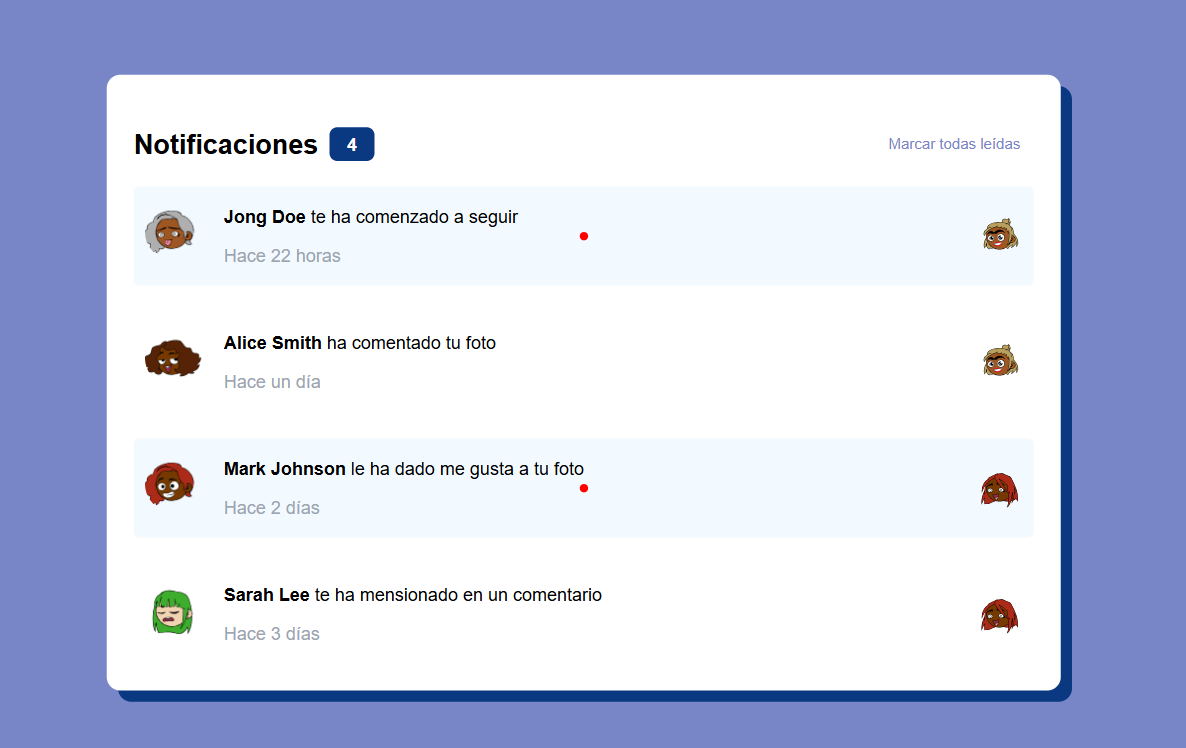 Notificaciones 4 Marcar todas leídas
Jong Doe te ha comenzado a seguir
Hace 22 horas
Alice Smith ha comentado tu foto
Hace un día
Mark Johnson le ha dado me gusta a tu foto
Hace 2 días
Sarah Lee te ha mensionado en un comentario
Hace 3 días